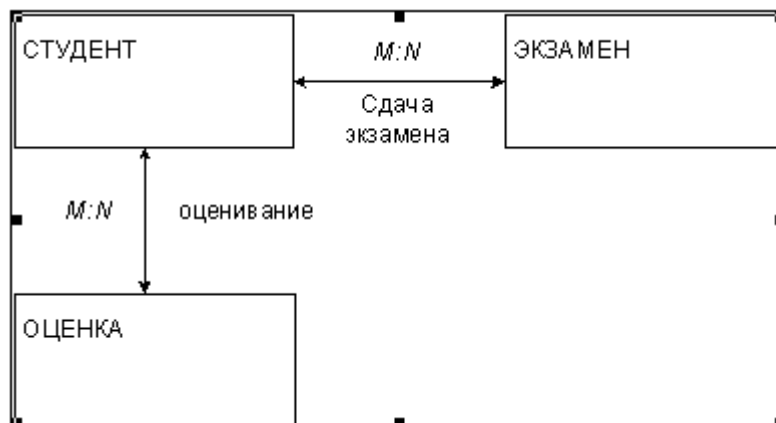 СТУДЕНТ
M:N
ЭКЗАМЕН
Сдача
экзамена
M:N
оценивание
ОЦЕНКА